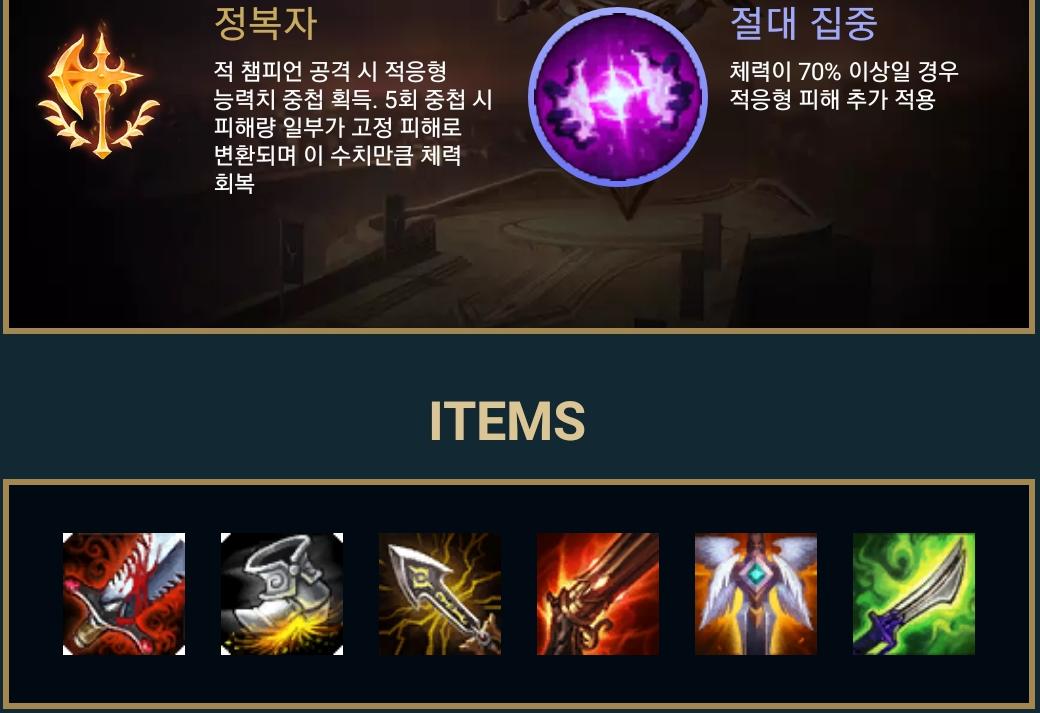 정복자
적 챔피언 공격 시 적응형
능력치 중첩 획득. 5회 중첩 시
피해량 일부가 고정 피해로
변환되며 이 수치만큼 체력
회복
절대 집중
체력이 70% 이상일 경우
적응형 피해 추가 적용
ITEMS